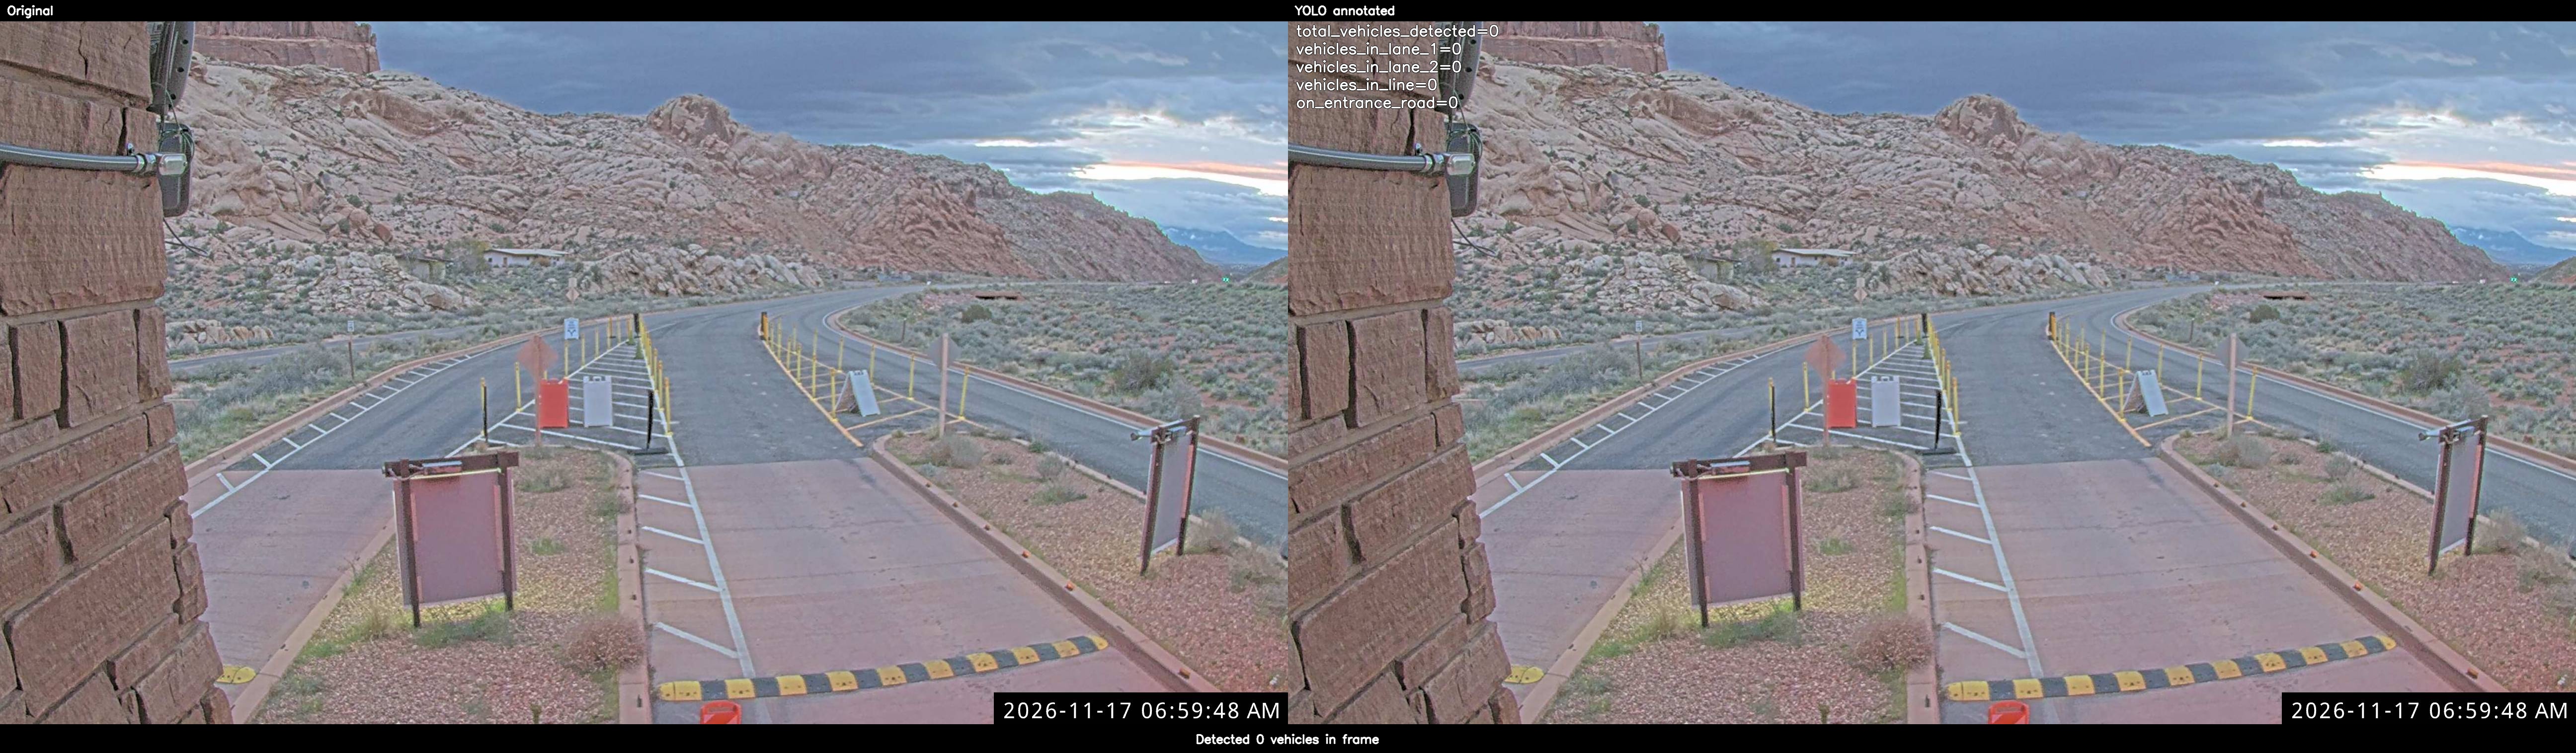 Original
YOLO annotated
total_vehicles_detected=0
vehicles_in_lane_1=0
vehicles_in_lane_2=0
vehicles_in_line=0
on_entrance_road=0
2026-11-17 06:59:48 AM
2026-11-17 06:59:48 AM
Detected 0 vehicles in frame